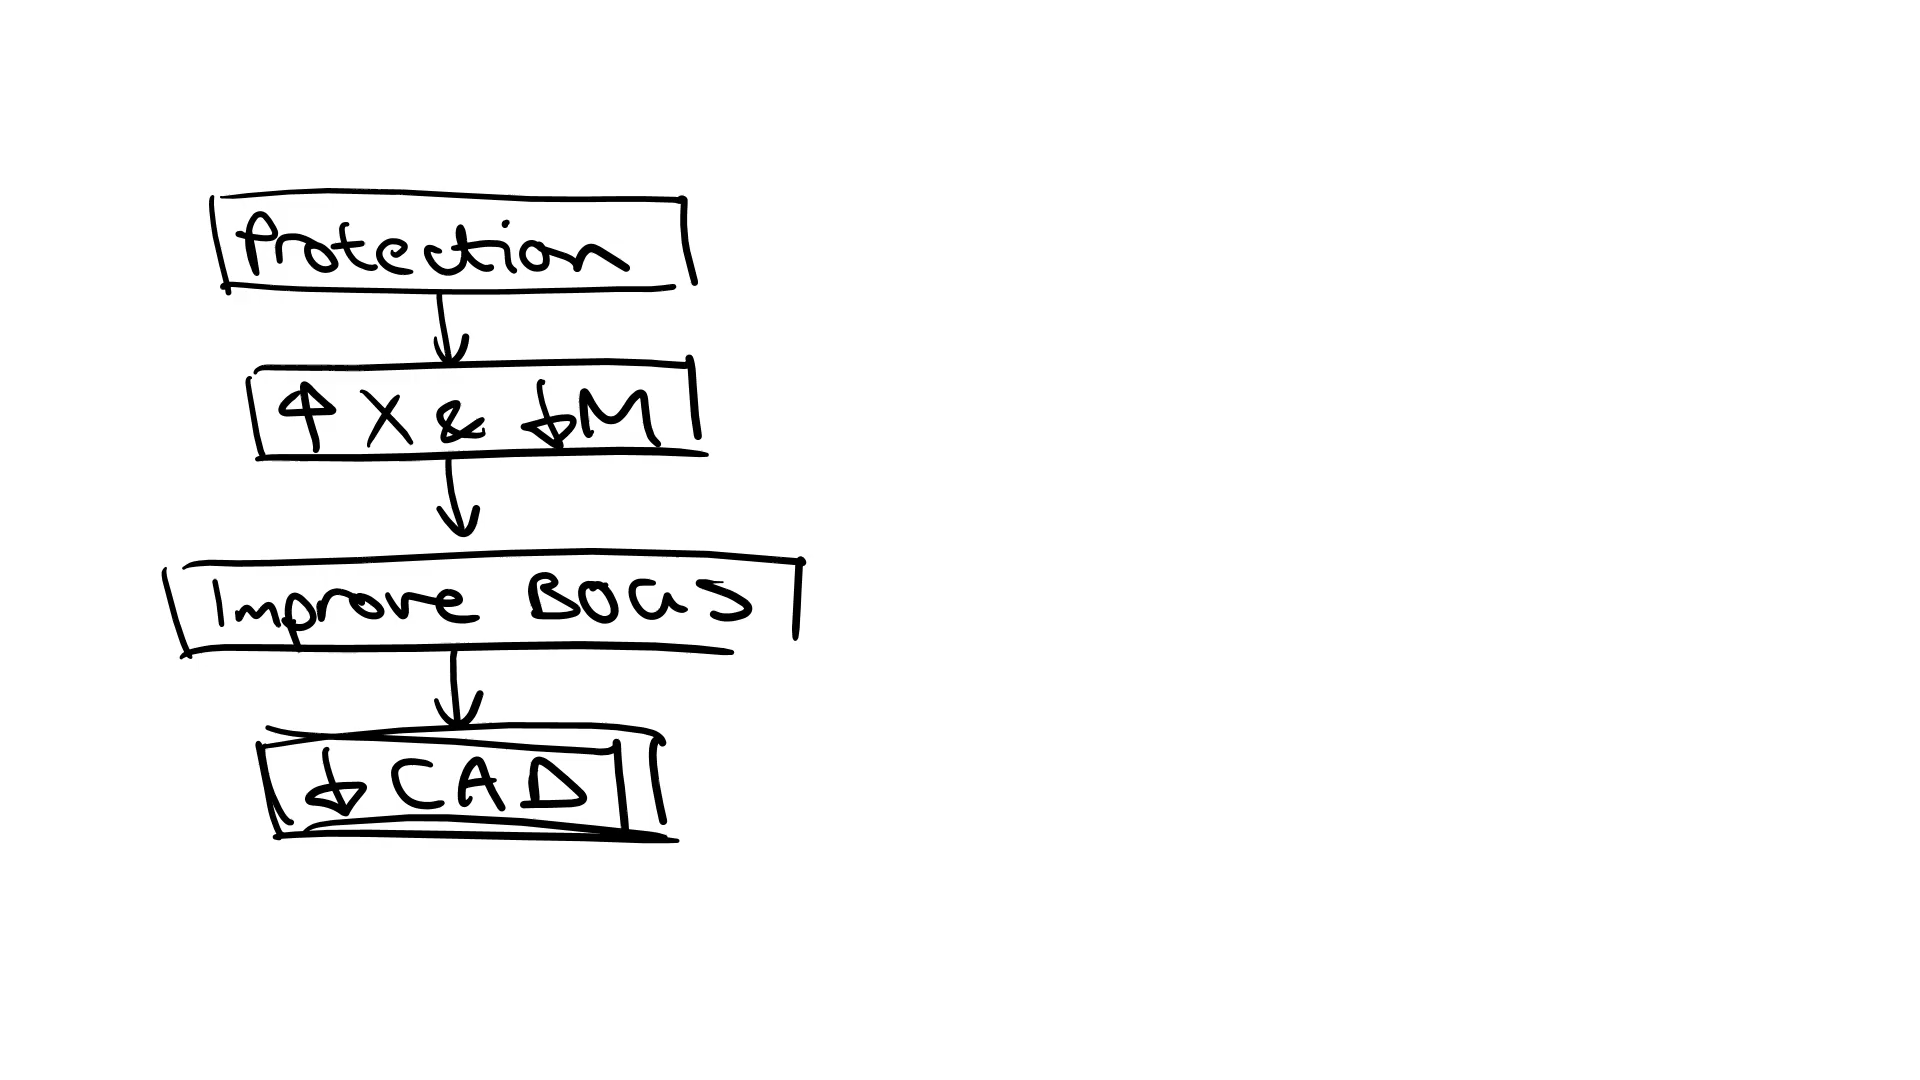 Protection
↑ X & ↓ M
Improve BOGS
↓ CAD